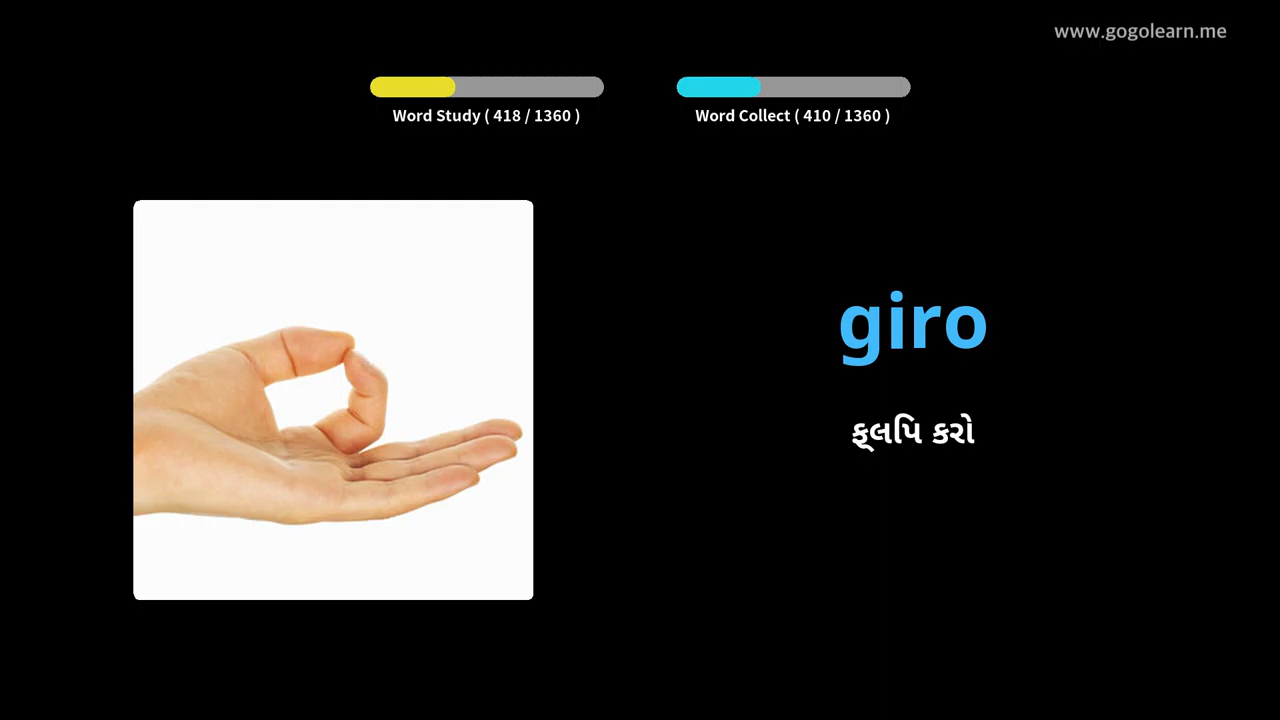 www.gogolearn.me
Word Study ( 418 / 1360 )
Word Collect ( 410 / 1360 )
giro
ફ્લપિ કરો